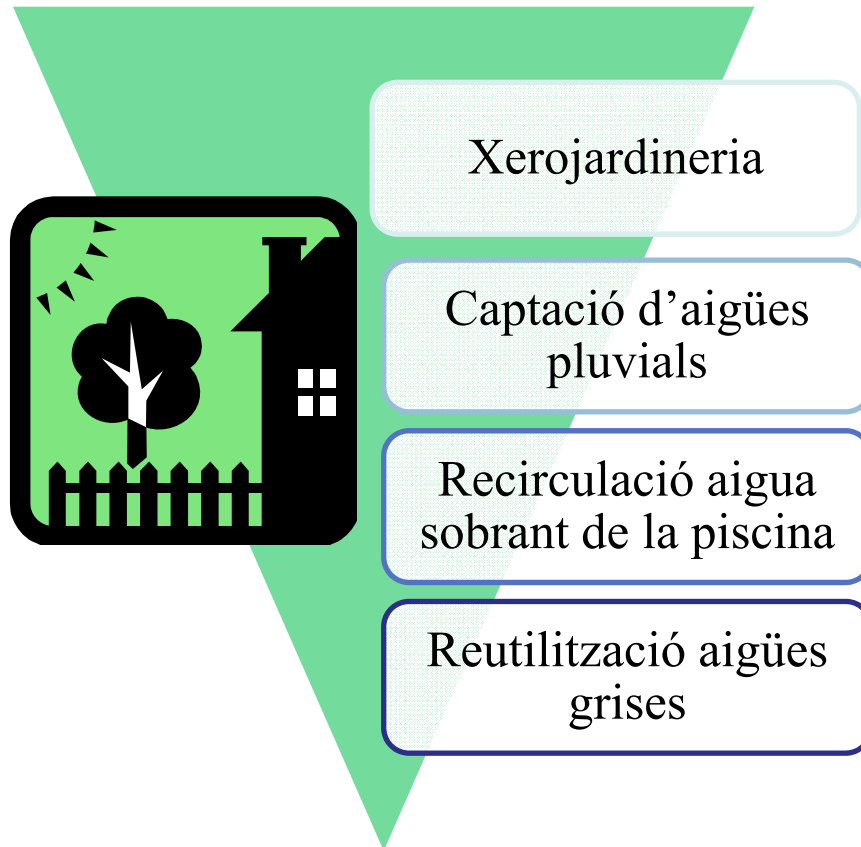 Xerojardineria
Captació d’aigües
pluvials
Recirculació aigua
sobrant de la piscina
Reutilització aigües
grises